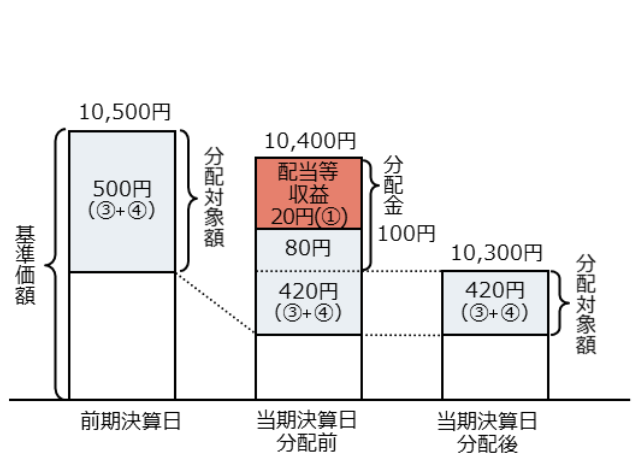 10,500円
500円
(③+④)
分配対象額
基準価額
前期決算日
10,400円
配当等
収益
20円(①)
80円
420円
(③+④)
分配金
100円
当期決算日
分配前
10,300円
420円
(③+④)
分配対象額
当期決算日
分配後